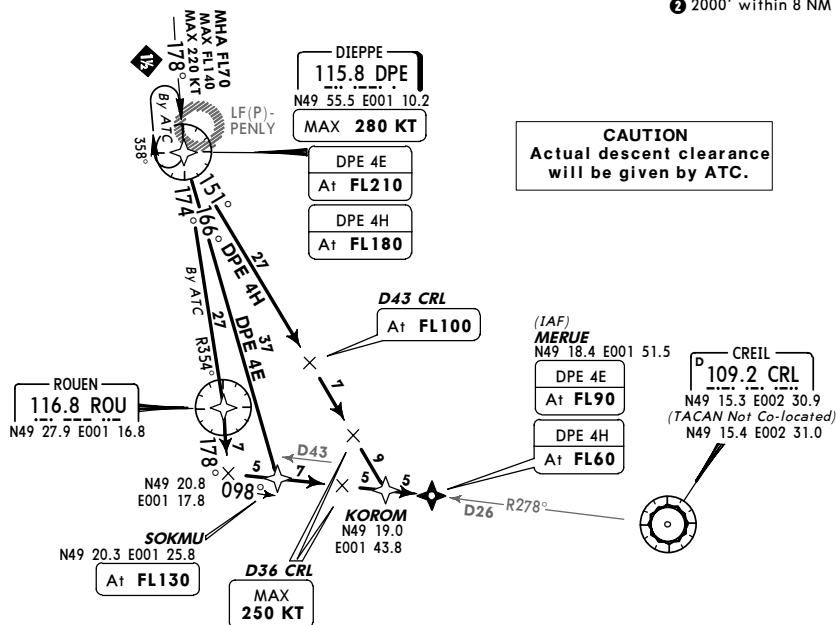 ❷ 2000' within 8 NM
MHA FL70
MAX FL140
MAX 220 KT
178°
1½
By ATC
358°
LF(P)-
PENLY
DIEPPE
115.8 DPE
N49 55.5 E001 10.2
MAX 280 KT
DPE 4E
At FL210
DPE 4H
At FL180
CAUTION
Actual descent clearance
will be given by ATC.
151°
166°
174°
DPE 4H
27
DPE 4E
37
By ATC
27
R354°
D43 CRL
At FL100
(IAF)
MERUE
N49 18.4 E001 51.5
DPE 4E
At FL90
DPE 4H
At FL60
CREIL
D 109.2 CRL
N49 15.3 E002 30.9
(TACAN Not Co-located)
N49 15.4 E002 31.0
ROUEN
116.8 ROU
N49 27.9 E001 16.8
7
178°
7
9
D43
N49 20.8
E001 17.8
5
098°
7
5
5
D26
R278°
KOROM
N49 19.0
E001 43.8
SOKMU
N49 20.3 E001 25.8
At FL130
D36 CRL
MAX
250 KT